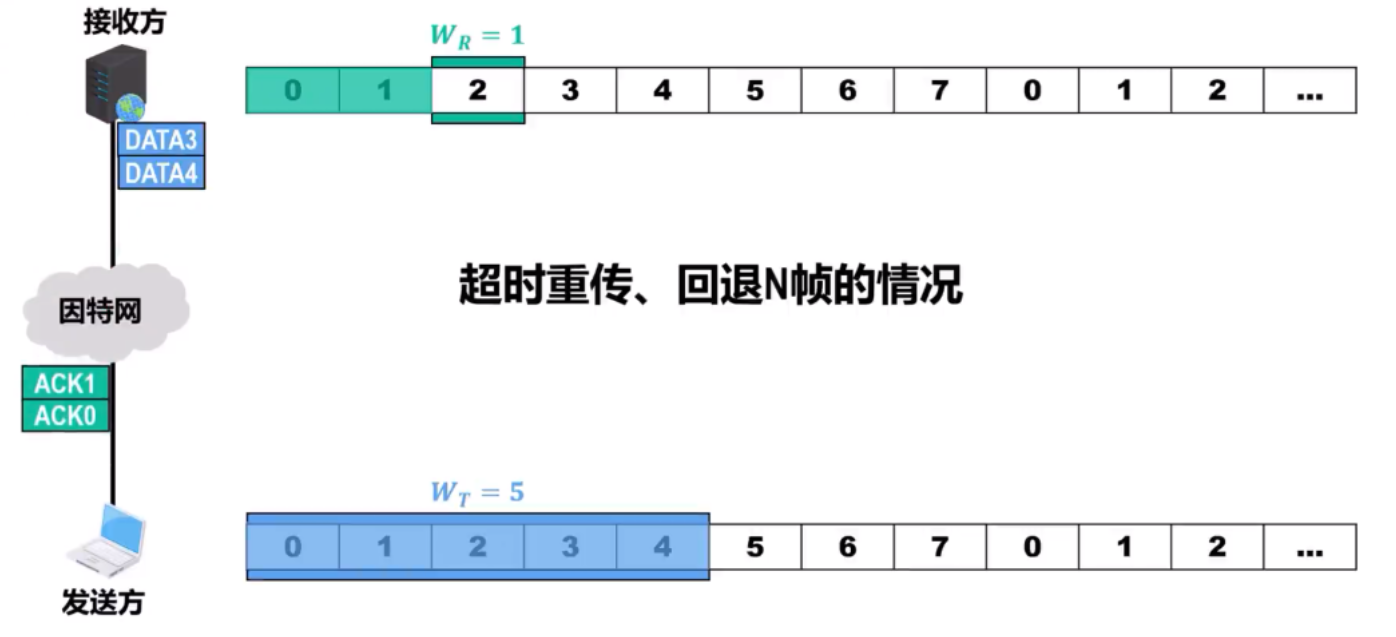 接收方
W_R = 1
0 1 2 3 4 5 6 7 0 1 2 ...
DATA3
DATA4
超时重传、回退N帧的情况
因特网
ACK1
ACK0
W_T = 5
0 1 2 3 4 5 6 7 0 1 2 ...
发送方